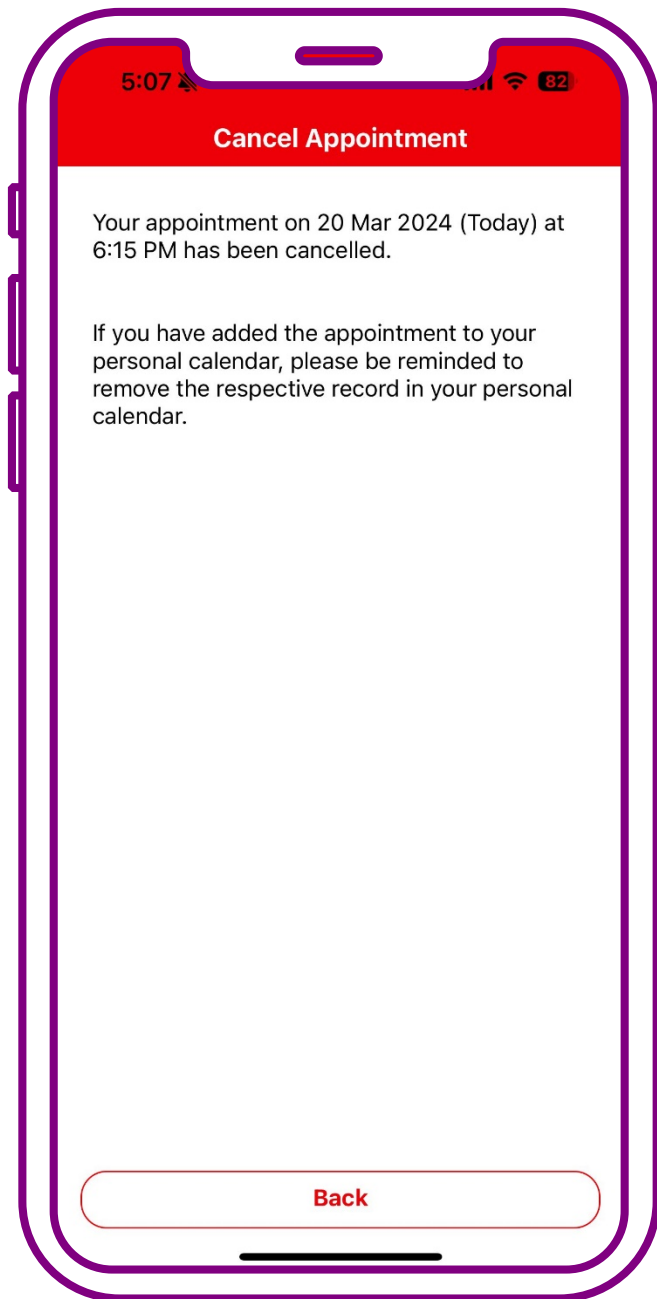 5:07
82
Cancel Appointment
Your appointment on 20 Mar 2024 (Today) at
6:15 PM has been cancelled.
If you have added the appointment to your
personal calendar, please be reminded to
remove the respective record in your personal
calendar.
Back